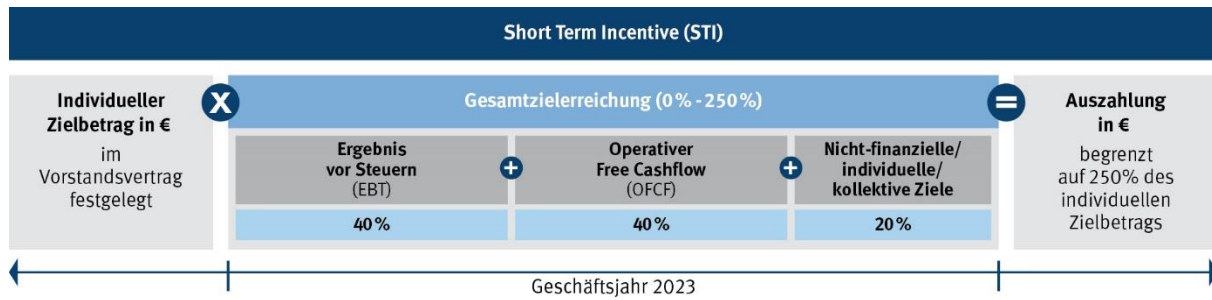 Short Term Incentive (STI)
Individueller
Zielbetrag in €
im
Vorstandsvertrag
festgelegt
X
Gesamtzielerreichung (0% - 250%)
Ergebnis
vor Steuern
(EBT)
40%
+
Operativer
Free Cashflow
(OFCF)
40%
+
Nicht-finanzielle/
individuelle/
kollektive Ziele
20%
=
Auszahlung
in €
begrenzt
auf 250% des
individuellen
Zielbetrags
Geschäftsjahr 2023